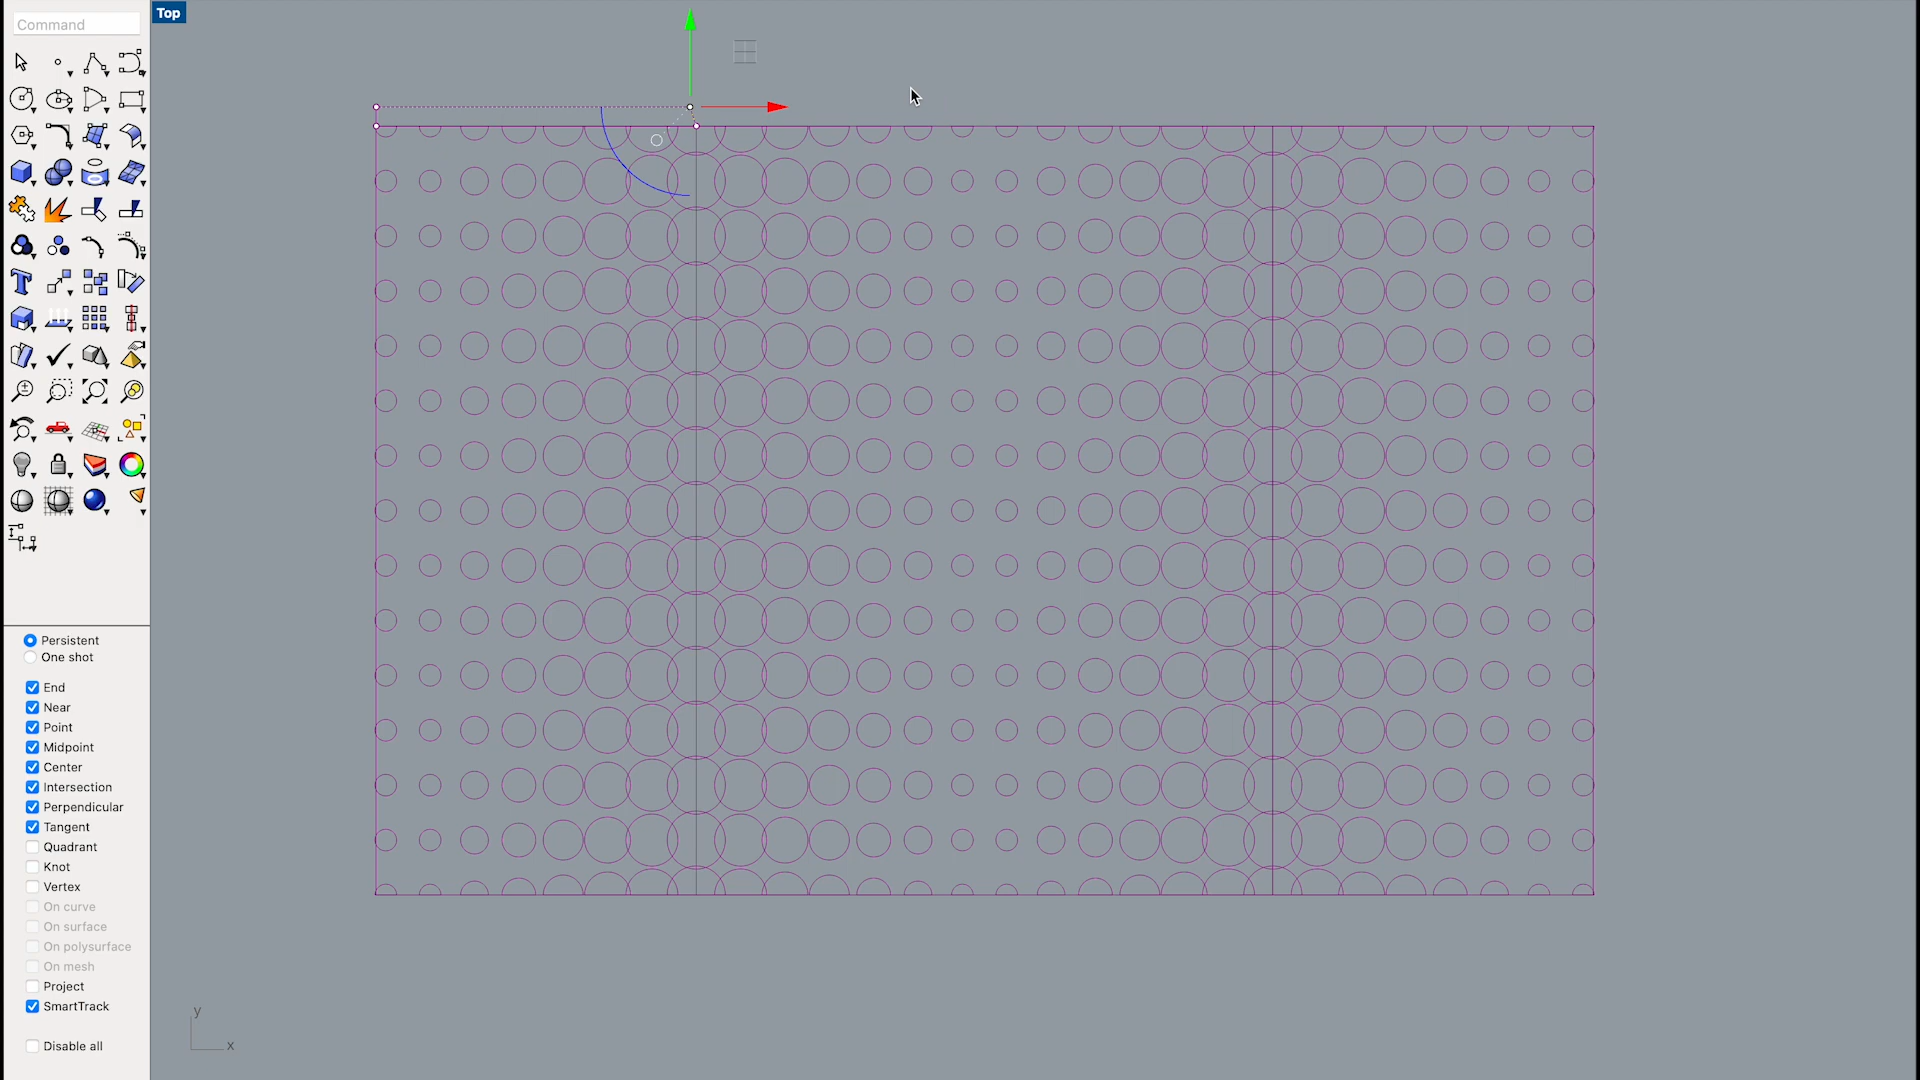 Command
Top
Persistent
One shot
End
Near
Point
Midpoint
Center
Intersection
Perpendicular
Tangent
Quadrant
Knot
Vertex
On curve
On surface
On polysurface
On mesh
Project
SmartTrack
Disable all
y
x